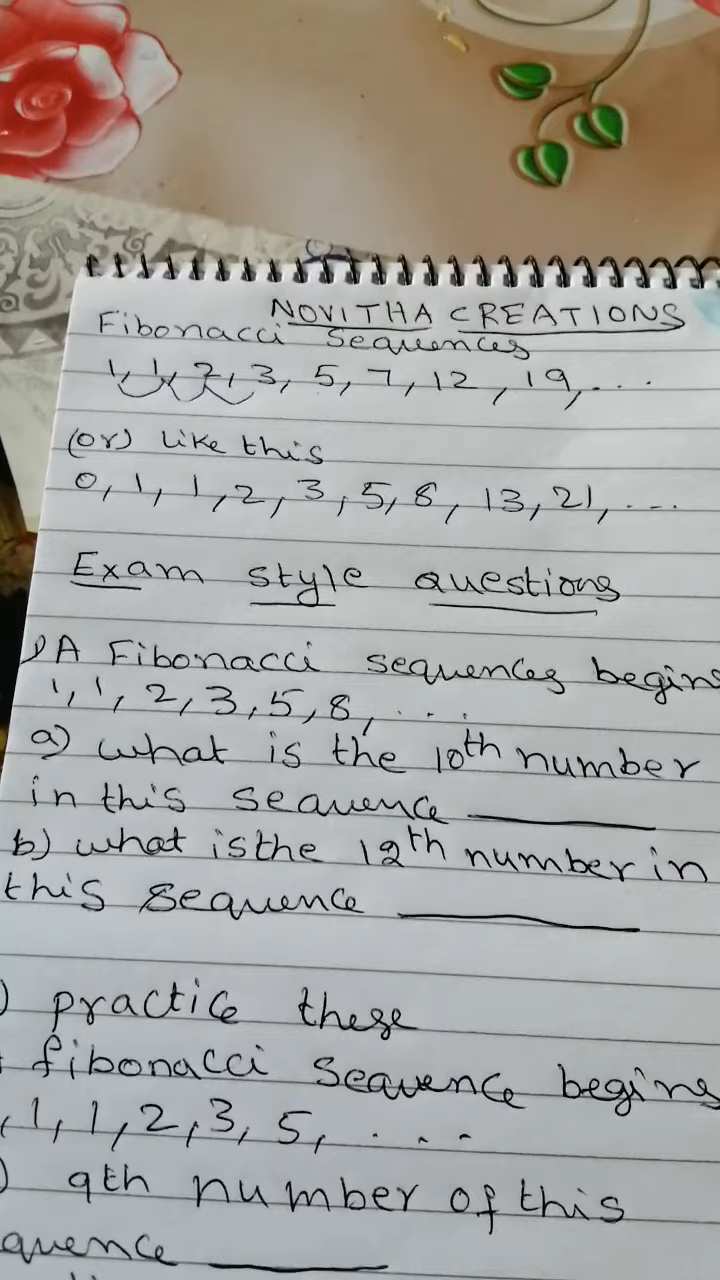 NOVITHA CREATIONS
Fibonacci Sequences
1, 1, 2, 3, 5, 7, 12, 19, ...
(or) like this
0, 1, 1, 2, 3, 5, 8, 13, 21, ...
Exam style questions
A Fibonacci sequences begins
1, 1, 2, 3, 5, 8, ...
a) what is the 10th number
in this sequence
b) what is the 12th number in
this sequence
) practice these
fibonacci sequence begins
, 1, 1, 2, 3, 5, ....
) 9th number of this
quence